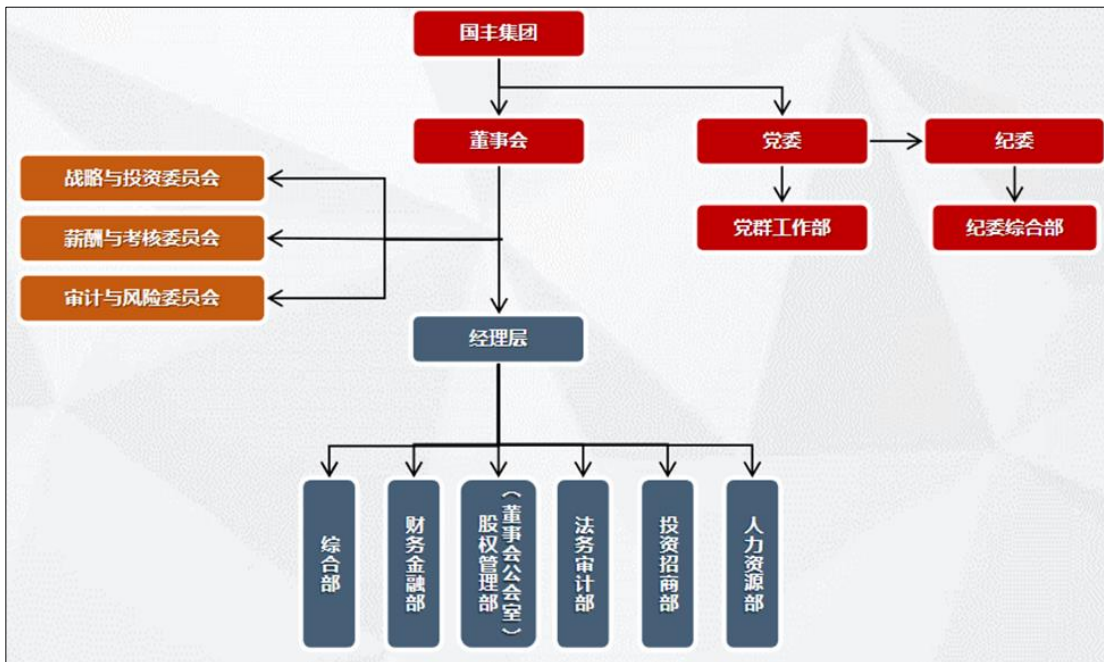 国丰集团
董事会
党委
纪委
战略与投资委员会
党群工作部
纪委综合部
薪酬与考核委员会
审计与风险委员会
经理层
综合部
财务金融部
股权管理部
(董事会公会室)
法务审计部
投资招商部
人力资源部